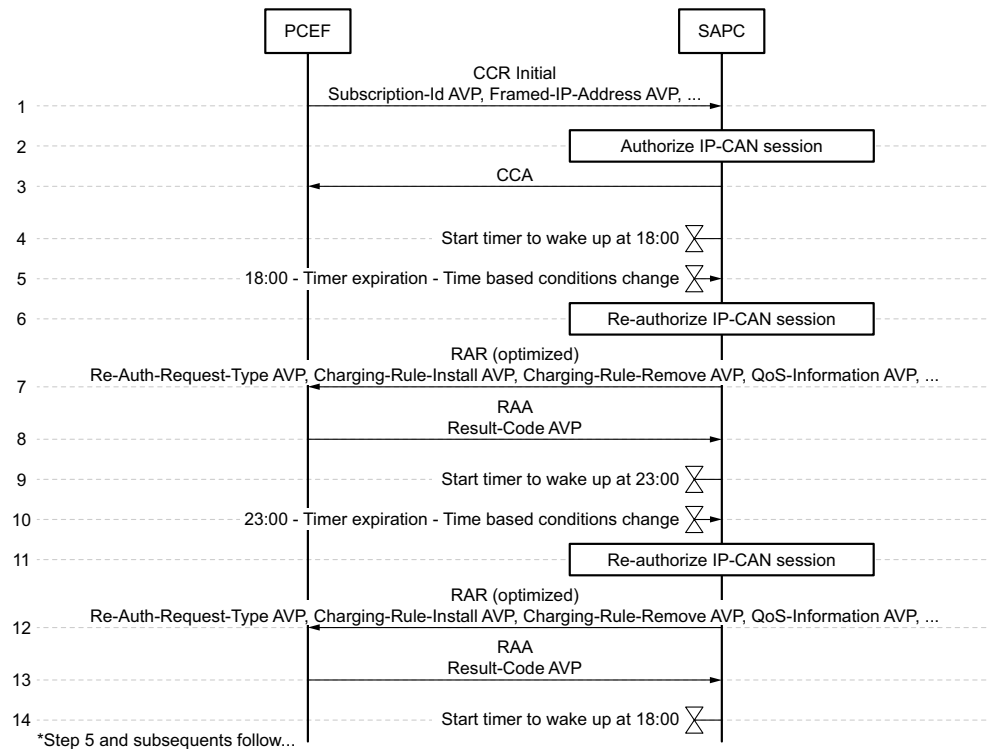 PCEF
SAPC
CCR Initial
Subscription-Id AVP, Framed-IP-Address AVP, ...
1
2
Authorize IP-CAN session
3
CCA
4
Start timer to wake up at 18:00
5
18:00 - Timer expiration - Time based conditions change
6
Re-authorize IP-CAN session
RAR (optimized)
Re-Auth-Request-Type AVP, Charging-Rule-Install AVP, Charging-Rule-Remove AVP, QoS-Information AVP, ...
7
RAA
Result-Code AVP
8
9
Start timer to wake up at 23:00
10
23:00 - Timer expiration - Time based conditions change
11
Re-authorize IP-CAN session
RAR (optimized)
Re-Auth-Request-Type AVP, Charging-Rule-Install AVP, Charging-Rule-Remove AVP, QoS-Information AVP, ...
12
RAA
Result-Code AVP
13
14
Start timer to wake up at 18:00
*Step 5 and subsequents follow...